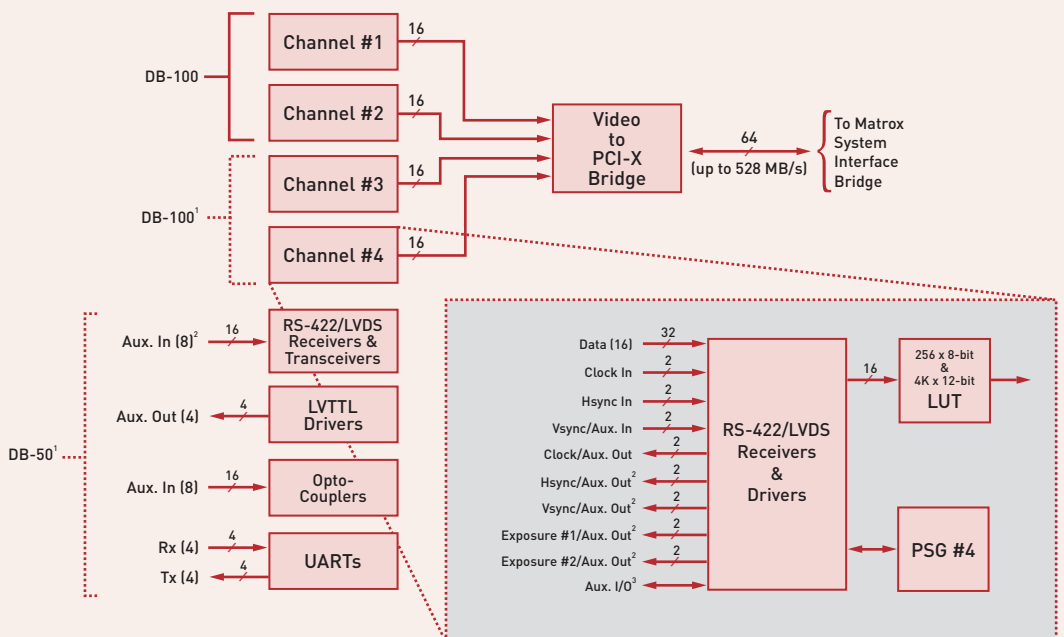 DB-100
Channel #1
16
Channel #2
16
DB-100¹
Channel #3
16
Channel #4
16
Video
to
PCI-X
Bridge
64
(up to 528 MB/s)
To Matrox
System
Interface
Bridge
DB-50¹
Aux. In (8)²
16
RS-422/LVDS
Receivers &
Transceivers
Aux. Out (4)
4
LVTTL
Drivers
Aux. In (8)
16
Opto-
Couplers
Rx (4)
4
Tx (4)
4
UARTs
Data (16)
32
Clock In
2
Hsync In
2
Vsync/Aux. In
2
Clock/Aux. Out
2
Hsync/Aux. Out²
2
Vsync/Aux. Out²
2
Exposure #1/Aux. Out²
2
Exposure #2/Aux. Out²
2
Aux. I/O³
RS-422/LVDS
Receivers
&
Drivers
16
256 x 8-bit
&
4K x 12-bit
LUT
PSG #4